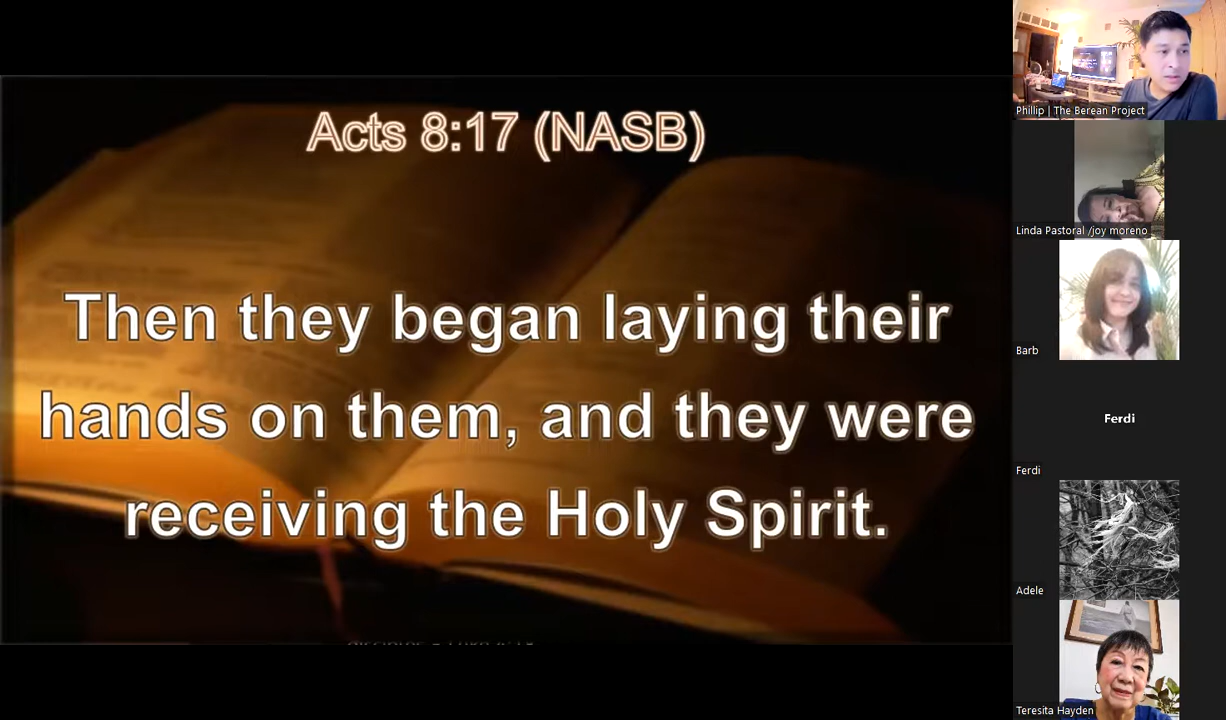 Acts 8:17 (NASB)
Then they began laying their
hands on them, and they were
receiving the Holy Spirit.
Phillip | The Berean Project
Linda Pastoral /joy moreno
Barb
Ferdi
Ferdi
Adele
Teresita Hayden